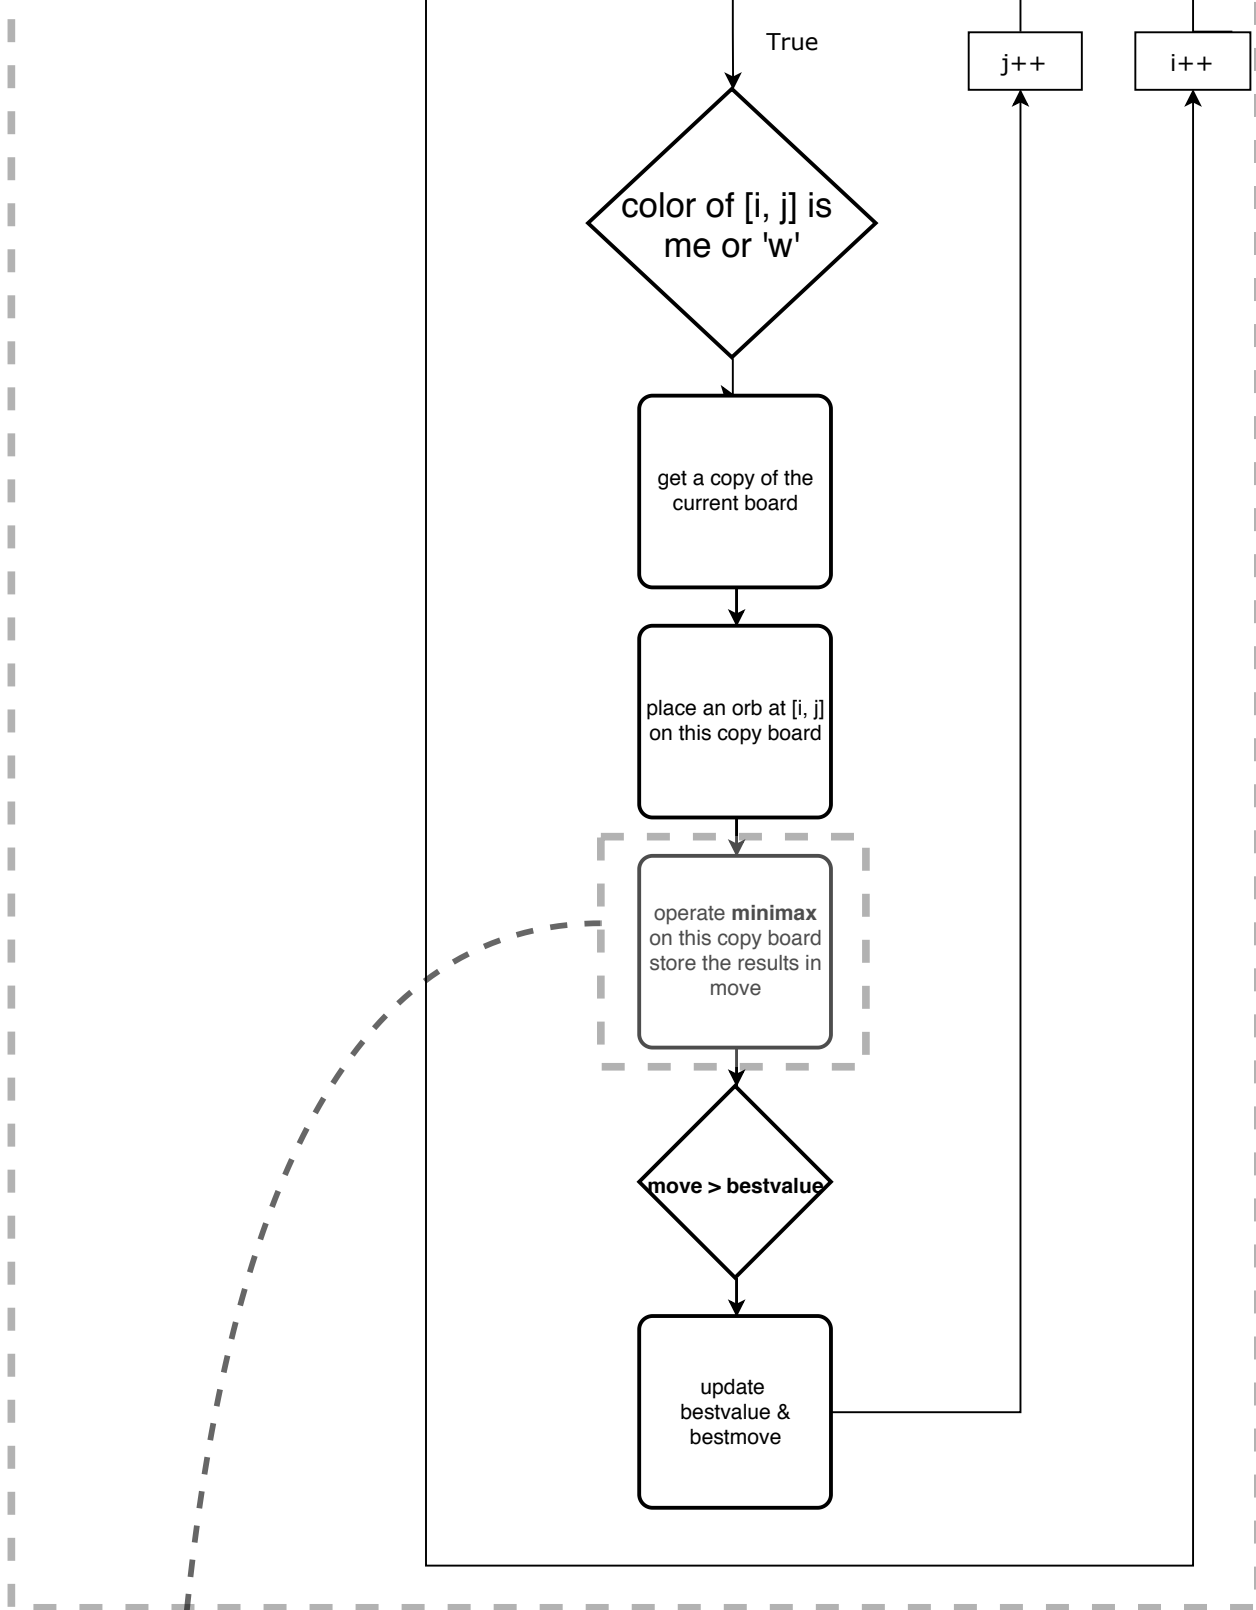 True
j++
i++
color of [i, j] is
me or 'w'
get a copy of the
current board
place an orb at [i, j]
on this copy board
operate minimax
on this copy board
store the results in
move
move > bestvalue
update
bestvalue &
bestmove